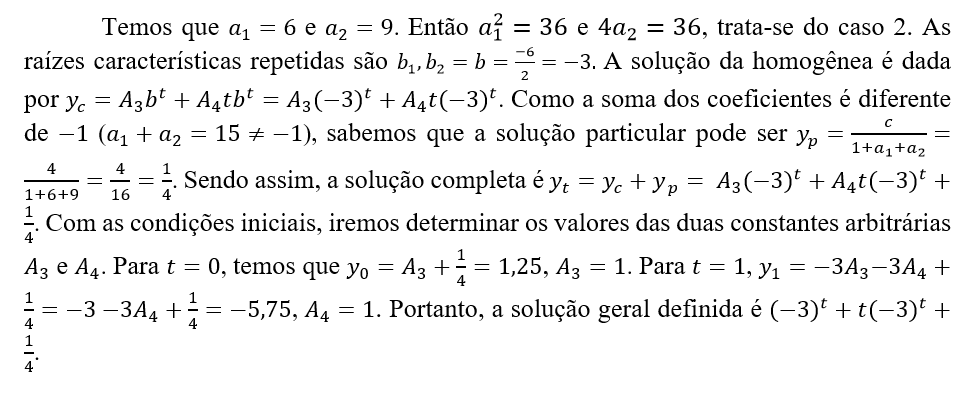 Temos que a₁ = 6 e a₂ = 9. Então a₁² = 36 e 4a₂ = 36, trata-se do caso 2. As
raízes características repetidas são b₁, b₂ = b = −6/2 = −3. A solução da homogênea é dada
por y_c = A₃bᵗ + A₄tbᵗ = A₃(−3)ᵗ + A₄t(−3)ᵗ. Como a soma dos coeficientes é diferente
de −1 (a₁ + a₂ = 15 ≠ −1), sabemos que a solução particular pode ser y_p = c/(1+a₁+a₂) =
4/(1+6+9) = 4/16 = 1/4. Sendo assim, a solução completa é y_t = y_c + y_p = A₃(−3)ᵗ + A₄t(−3)ᵗ +
1/4. Com as condições iniciais, iremos determinar os valores das duas constantes arbitrárias
A₃ e A₄. Para t = 0, temos que y₀ = A₃ + 1/4 = 1,25, A₃ = 1. Para t = 1, y₁ = −3A₃−3A₄ +
1/4 = −3 −3A₄ + 1/4 = −5,75, A₄ = 1. Portanto, a solução geral definida é (−3)ᵗ + t(−3)ᵗ +
1/4.